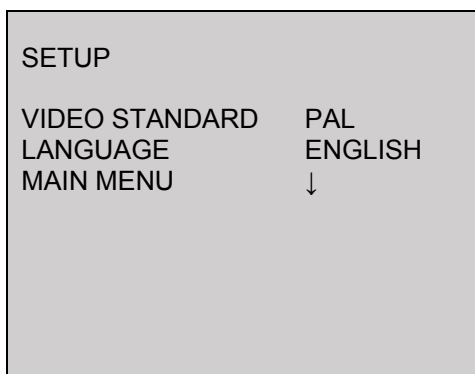 SETUP
VIDEO STANDARD PAL
LANGUAGE ENGLISH
MAIN MENU ↓